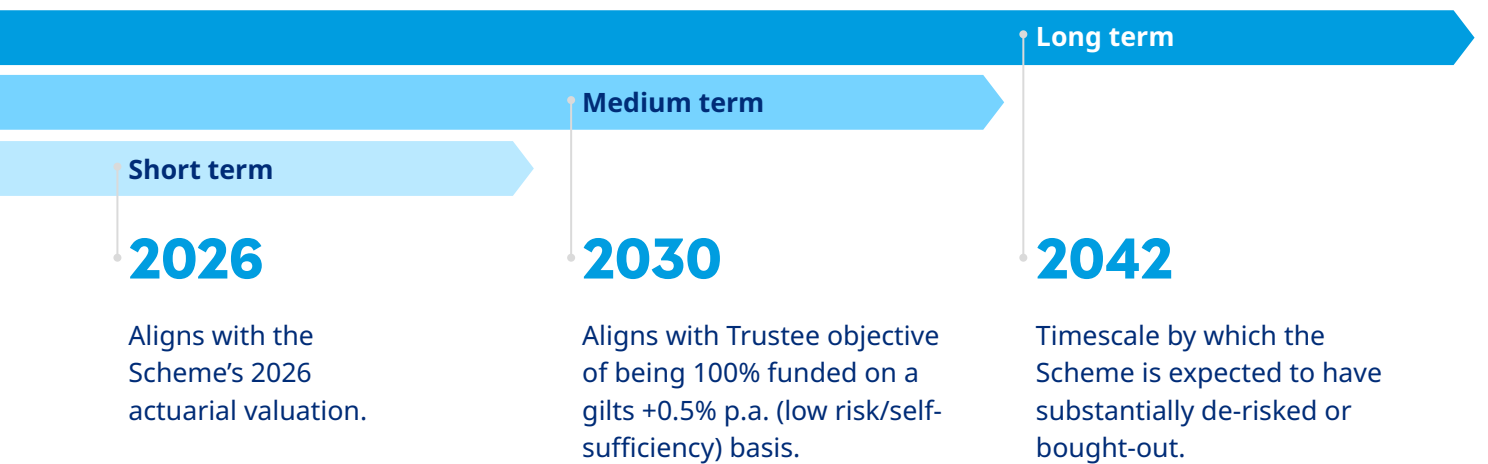 Long term
Medium term
Short term
2026
Aligns with the
Scheme’s 2026
actuarial valuation.
2030
Aligns with Trustee objective
of being 100% funded on a
gilts +0.5% p.a. (low risk/self-
sufficiency) basis.
2042
Timescale by which the
Scheme is expected to have
substantially de-risked or
bought-out.